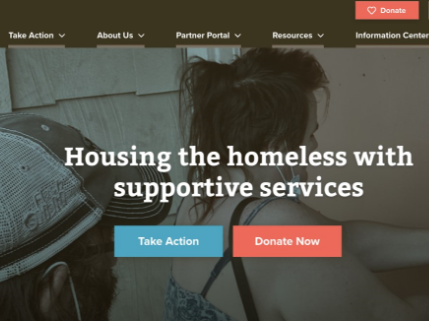 Donate
Take Action
About Us
Partner Portal
Resources
Information Center
Housing the homeless with
supportive services
Take Action
Donate Now